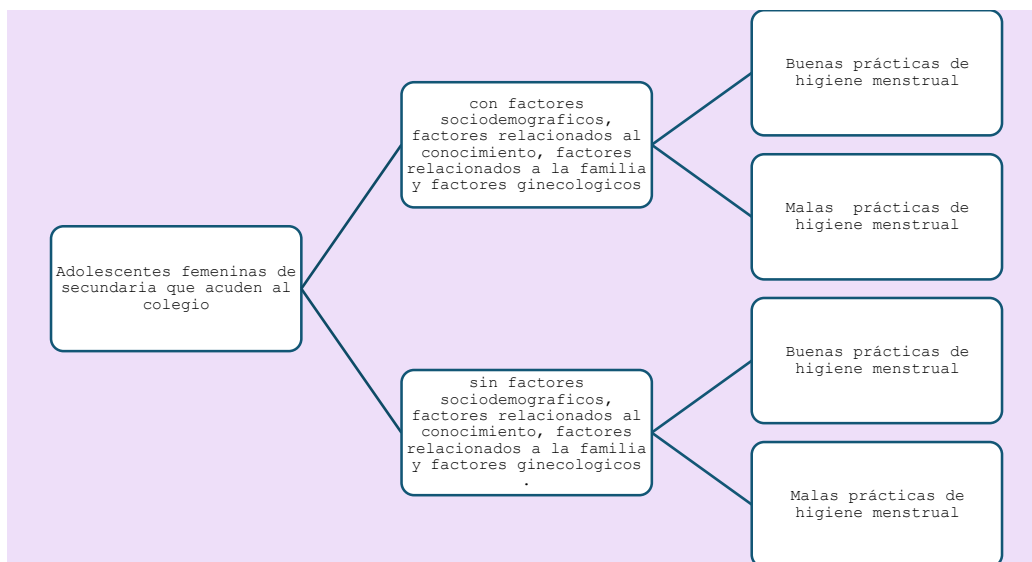 Adolescentes femeninas de
secundaria que acuden al
colegio
con factores
sociodemograficos,
factores relacionados al
conocimiento, factores
relacionados a la familia
y factores ginecologicos
Buenas prácticas de
higiene menstrual
Malas  prácticas de
higiene menstrual
sin factores
sociodemograficos,
factores relacionados al
conocimiento, factores
relacionados a la familia
y factores ginecologicos
.
Buenas prácticas de
higiene menstrual
Malas prácticas de
higiene menstrual